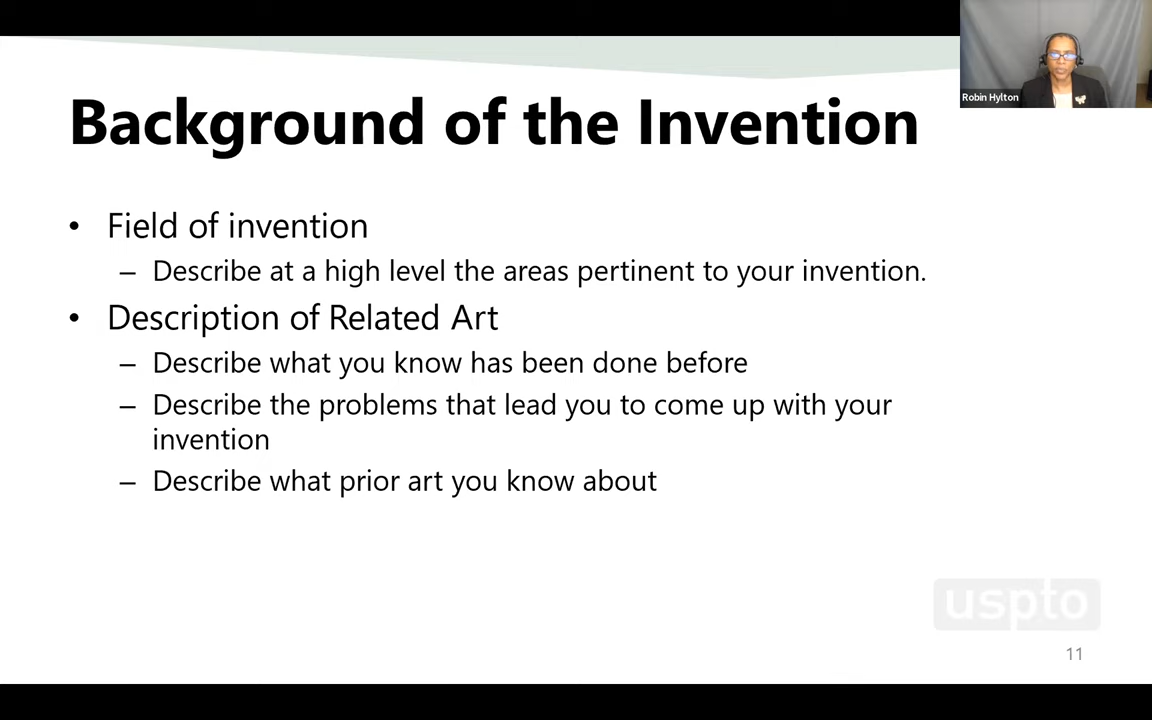 Background of the Invention
Robin Hylton
• Field of invention
– Describe at a high level the areas pertinent to your invention.
• Description of Related Art
– Describe what you know has been done before
– Describe the problems that lead you to come up with your
invention
– Describe what prior art you know about
uspto
11